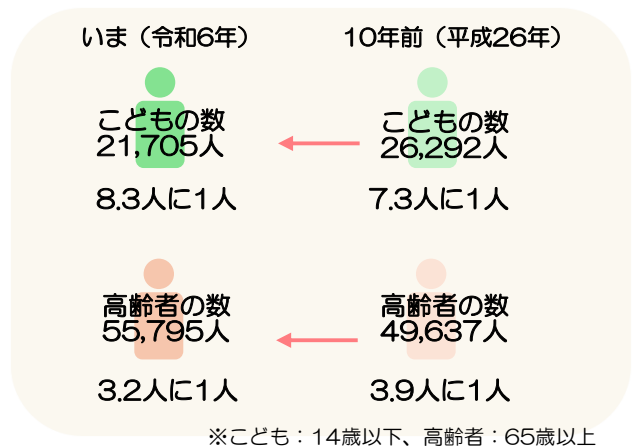 いま（令和6年）
10年前（平成26年）
こどもの数
21,705人
こどもの数
26,292人
8.3人に1人
7.3人に1人
高齢者の数
55,795人
高齢者の数
49,637人
3.2人に1人
3.9人に1人
※こども：14歳以下、高齢者：65歳以上